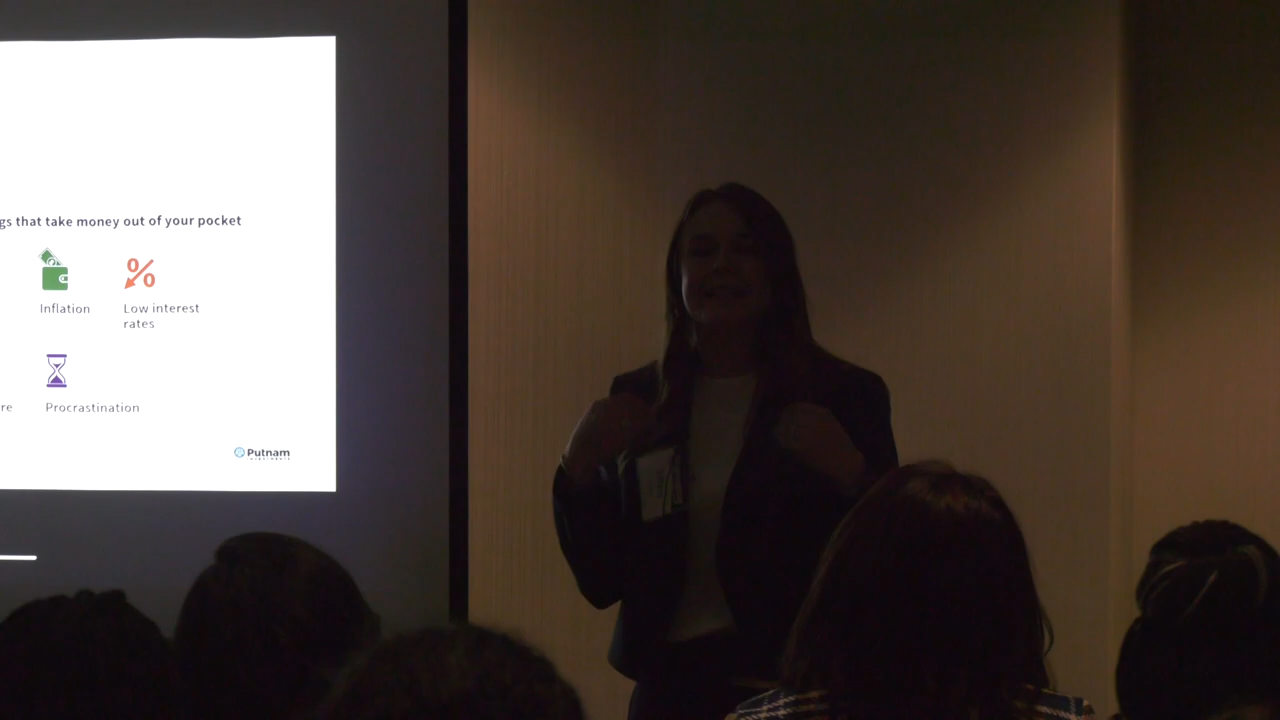 gs that take money out of your pocket
Inflation
Low interest
rates
re
Procrastination
Putnam